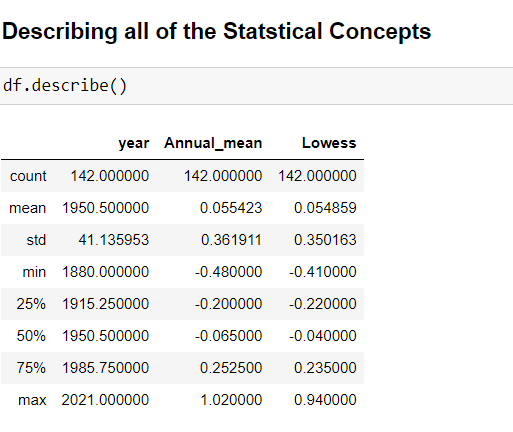 Describing all of the Statstical Concepts
df.describe()
year Annual_mean Lowess
count 142.000000 142.000000 142.000000
mean 1950.500000 0.055423 0.054859
std 41.135953 0.361911 0.350163
min 1880.000000 -0.480000 -0.410000
25% 1915.250000 -0.200000 -0.220000
50% 1950.500000 -0.065000 -0.040000
75% 1985.750000 0.252500 0.235000
max 2021.000000 1.020000 0.940000